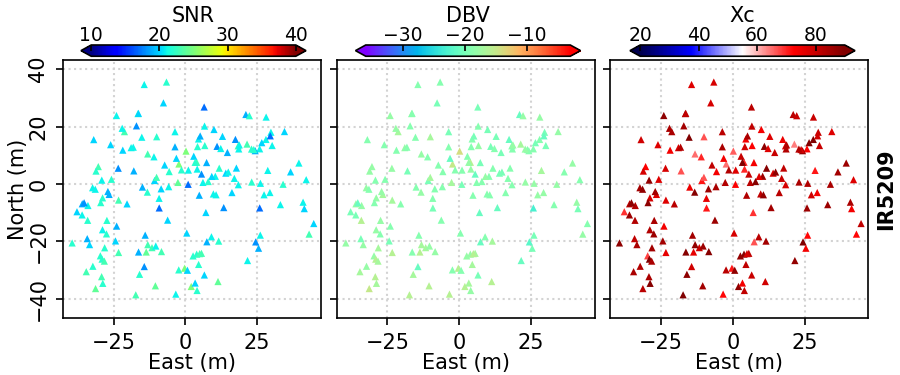 SNR DBV Xc
10 20 30 40 −30 −20 −10 20 40 60 80
40
20
0
−20
−40
North (m)
IR5209
−25 0 25 −25 0 25 −25 0 25
East (m) East (m) East (m)